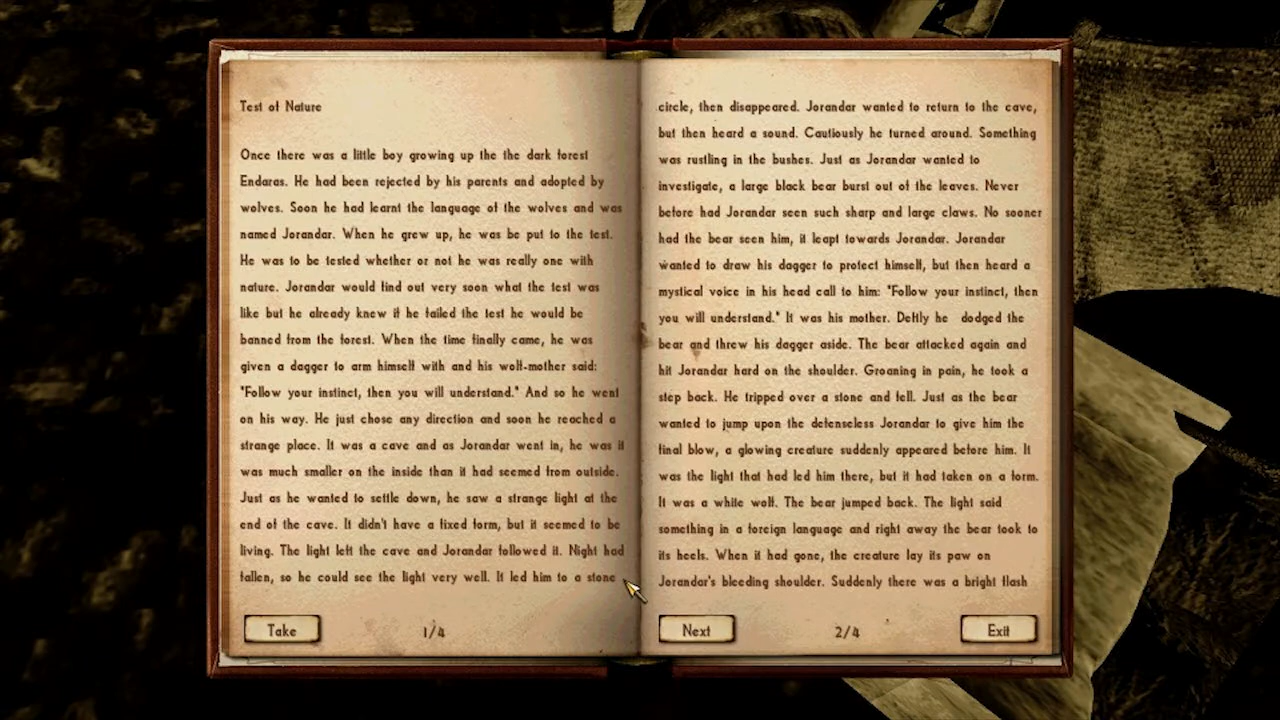 Test of Nature
Once there was a little boy growing up the the dark forest
Endaras. He had been rejected by his parents and adopted by
wolves. Soon he had learnt the language of the wolves and was
named Jorandar. When he grew up, he was be put to the test.
He was to be tested whether or not he was really one with
nature. Jorandar would find out very soon what the test was
like but he already knew if he failed the test he would be
banned from the forest. When the time finally came, he was
given a dagger to arm himself with and his wolf-mother said:
"Follow your instinct, then you will understand." And so he went
on his way. He just chose any direction and soon he reached a
strange place. It was a cave and as Jorandar went in, he was it
was much smaller on the inside than it had seemed from outside.
Just as he wanted to settle down, he saw a strange light at the
end of the cave. It didn't have a fixed form, but it seemed to be
living. The light left the cave and Jorandar followed it. Night had
fallen, so he could see the light very well. It led him to a stone
Take
1/4
circle, then disappeared. Jorandar wanted to return to the cave,
but then heard a sound. Cautiously he turned around. Something
was rustling in the bushes. Just as Jorandar wanted to
investigate, a large black bear burst out of the leaves. Never
before had Jorandar seen such sharp and large claws. No sooner
had the bear seen him, it leapt towards Jorandar. Jorandar
wanted to draw his dagger to protect himself, but then heard a
mystical voice in his head call to him: "Follow your instinct, then
you will understand." It was his mother. Deftly he dodged the
bear and threw his dagger aside. The bear attacked again and
hit Jorandar hard on the shoulder. Groaning in pain, he took a
step back. He tripped over a stone and fell. Just as the bear
wanted to jump upon the defenseless Jorandar to give him the
final blow, a glowing creature suddenly appeared before him. It
was the light that had led him there, but it had taken on a form.
It was a white wolf. The bear jumped back. The light said
something in a foreign language and right away the bear took to
its heels. When it had gone, the creature lay its paw on
Jorandar's bleeding shoulder. Suddenly there was a bright flash
Next
2/4
Exit